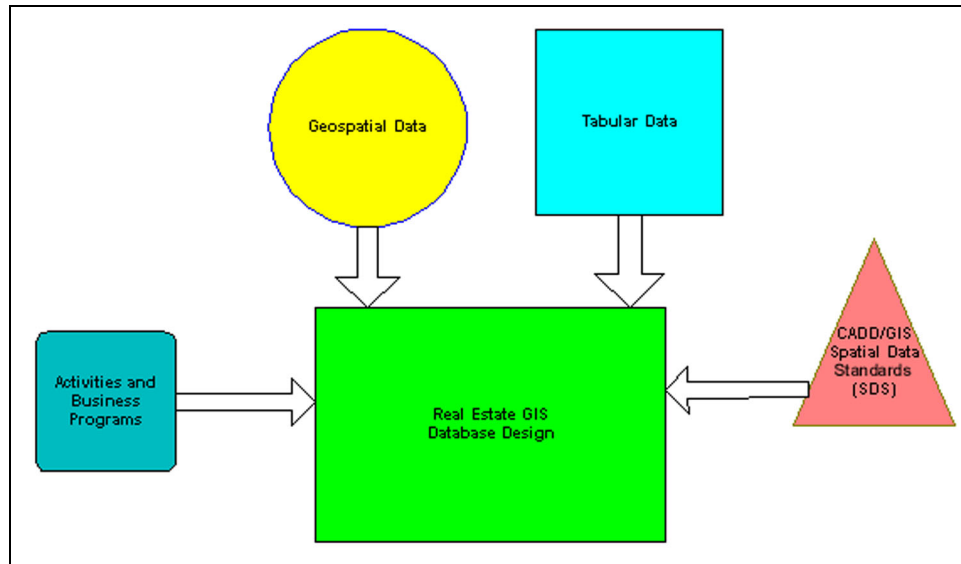 Geospatial Data
Tabular Data
CADD/GIS
Spatial Data
Standards
(SDS)
Activities and
Business
Programs
Real Estate GIS
Database Design